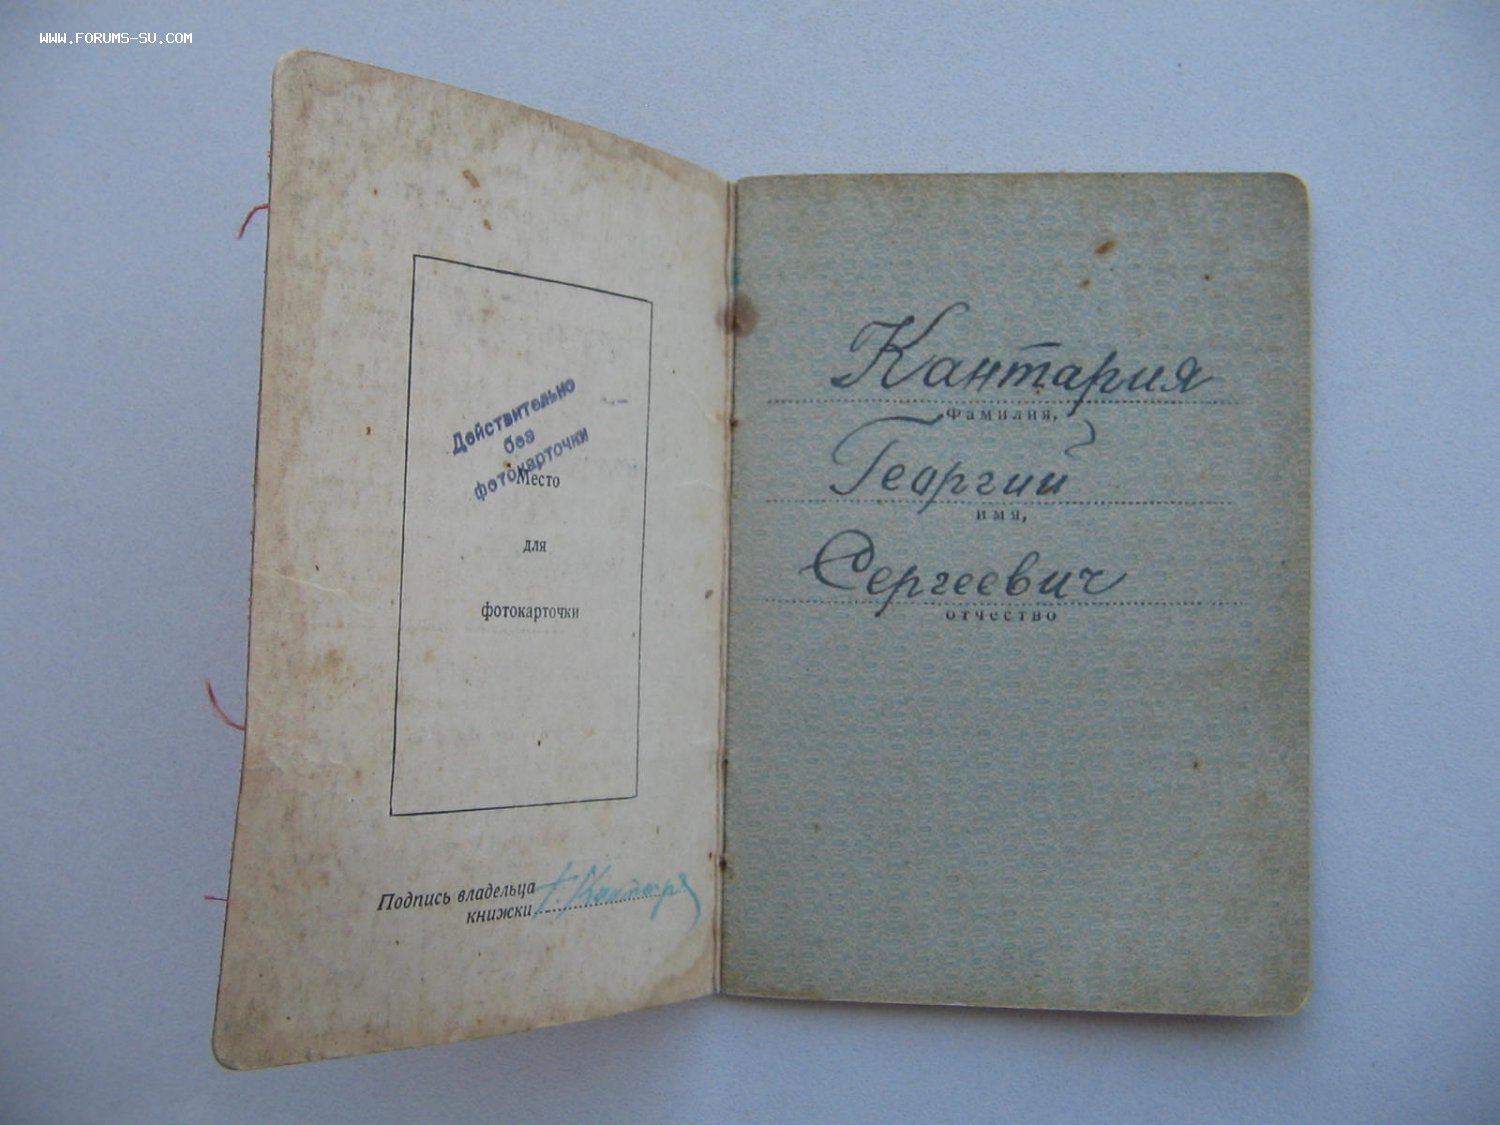 WWW.FORUMS-SU.COM
Действительно
без
фотокарточки
Место
для
фотокарточки
Подпись владельца
книжки
Г. Кантар
Кантария
Фамилия,
Георгий
имя,
Сергеевич
отчество